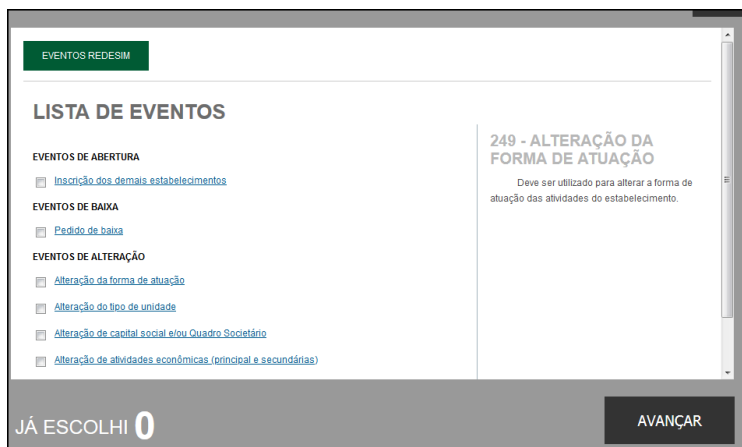 EVENTOS REDESIM
LISTA DE EVENTOS
EVENTOS DE ABERTURA
Inscrição dos demais estabelecimentos
EVENTOS DE BAIXA
Pedido de baixa
EVENTOS DE ALTERAÇÃO
Alteração da forma de atuação
Alteração do tipo de unidade
Alteração de capital social e/ou Quadro Societário
Alteração de atividades econômicas (principal e secundárias)
249 - ALTERAÇÃO DA
FORMA DE ATUAÇÃO
Deve ser utilizado para alterar a forma de
atuação das atividades do estabelecimento.
JÁ ESCOLHI 0
AVANÇAR